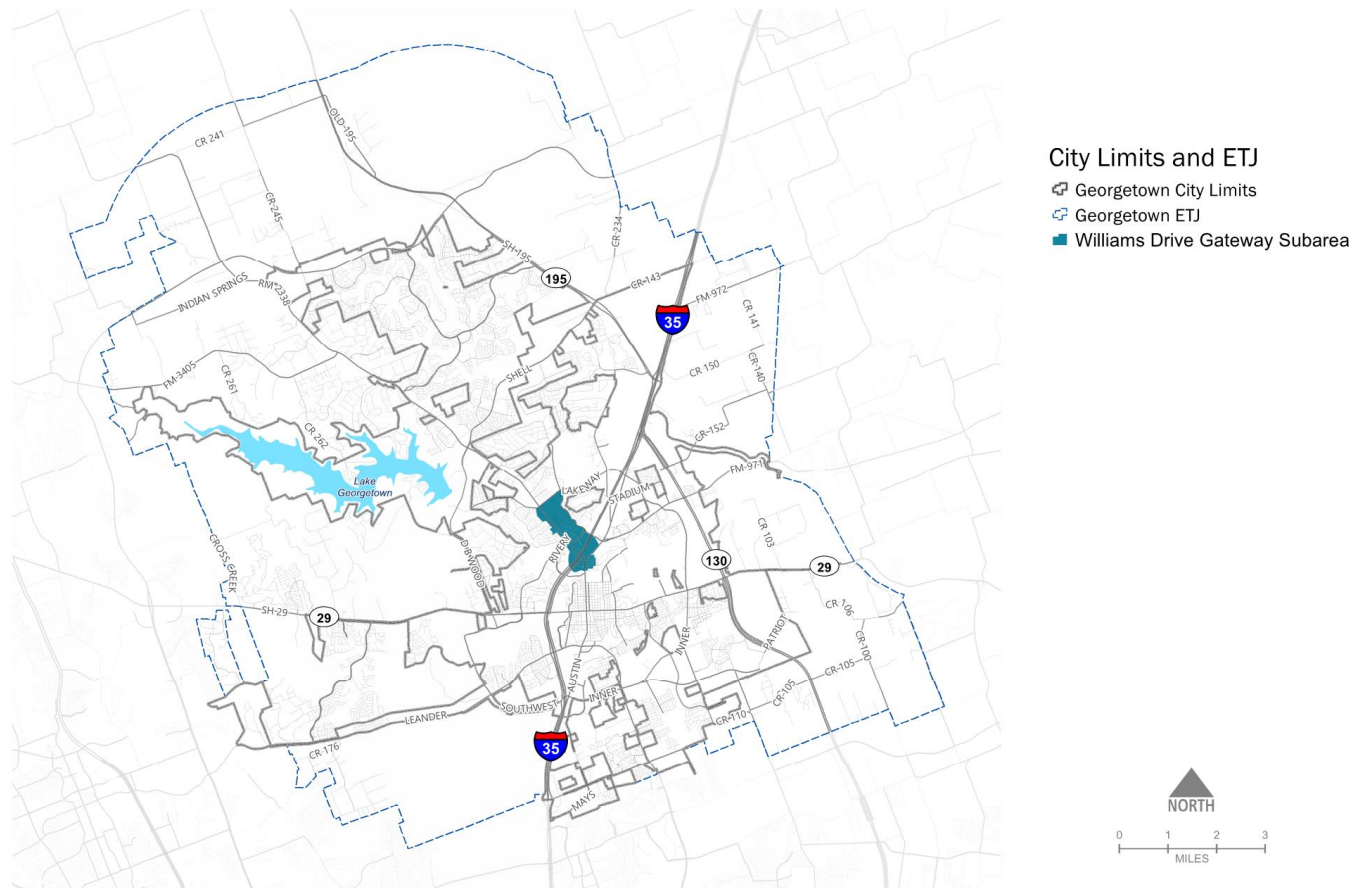 City Limits and ETJ
Georgetown City Limits
Georgetown ETJ
Williams Drive Gateway Subarea
OLD-195
CR 241
CR-245
CR-234
SH-195
195
CR-143
INDIAN SPRINGS
RM 2338
FM-972
35
CR 141
SHELL
CR 150
CR-140
FM-3405
CR 261
CR 262
CR-152
FM-971
Lake
Georgetown
LAKEWAY
STADIUM
CR 103
RIVERY
D B WOOD
CROSS CREEK
130
29
SH-29
29
CR 106
CR-100
PATRIOT
INNER
AUSTIN
CR-105
CR-105
INNER
SOUTHWEST
LEANDER
CR-110
CR-176
35
MAYS
NORTH
0 1 2 3
MILES